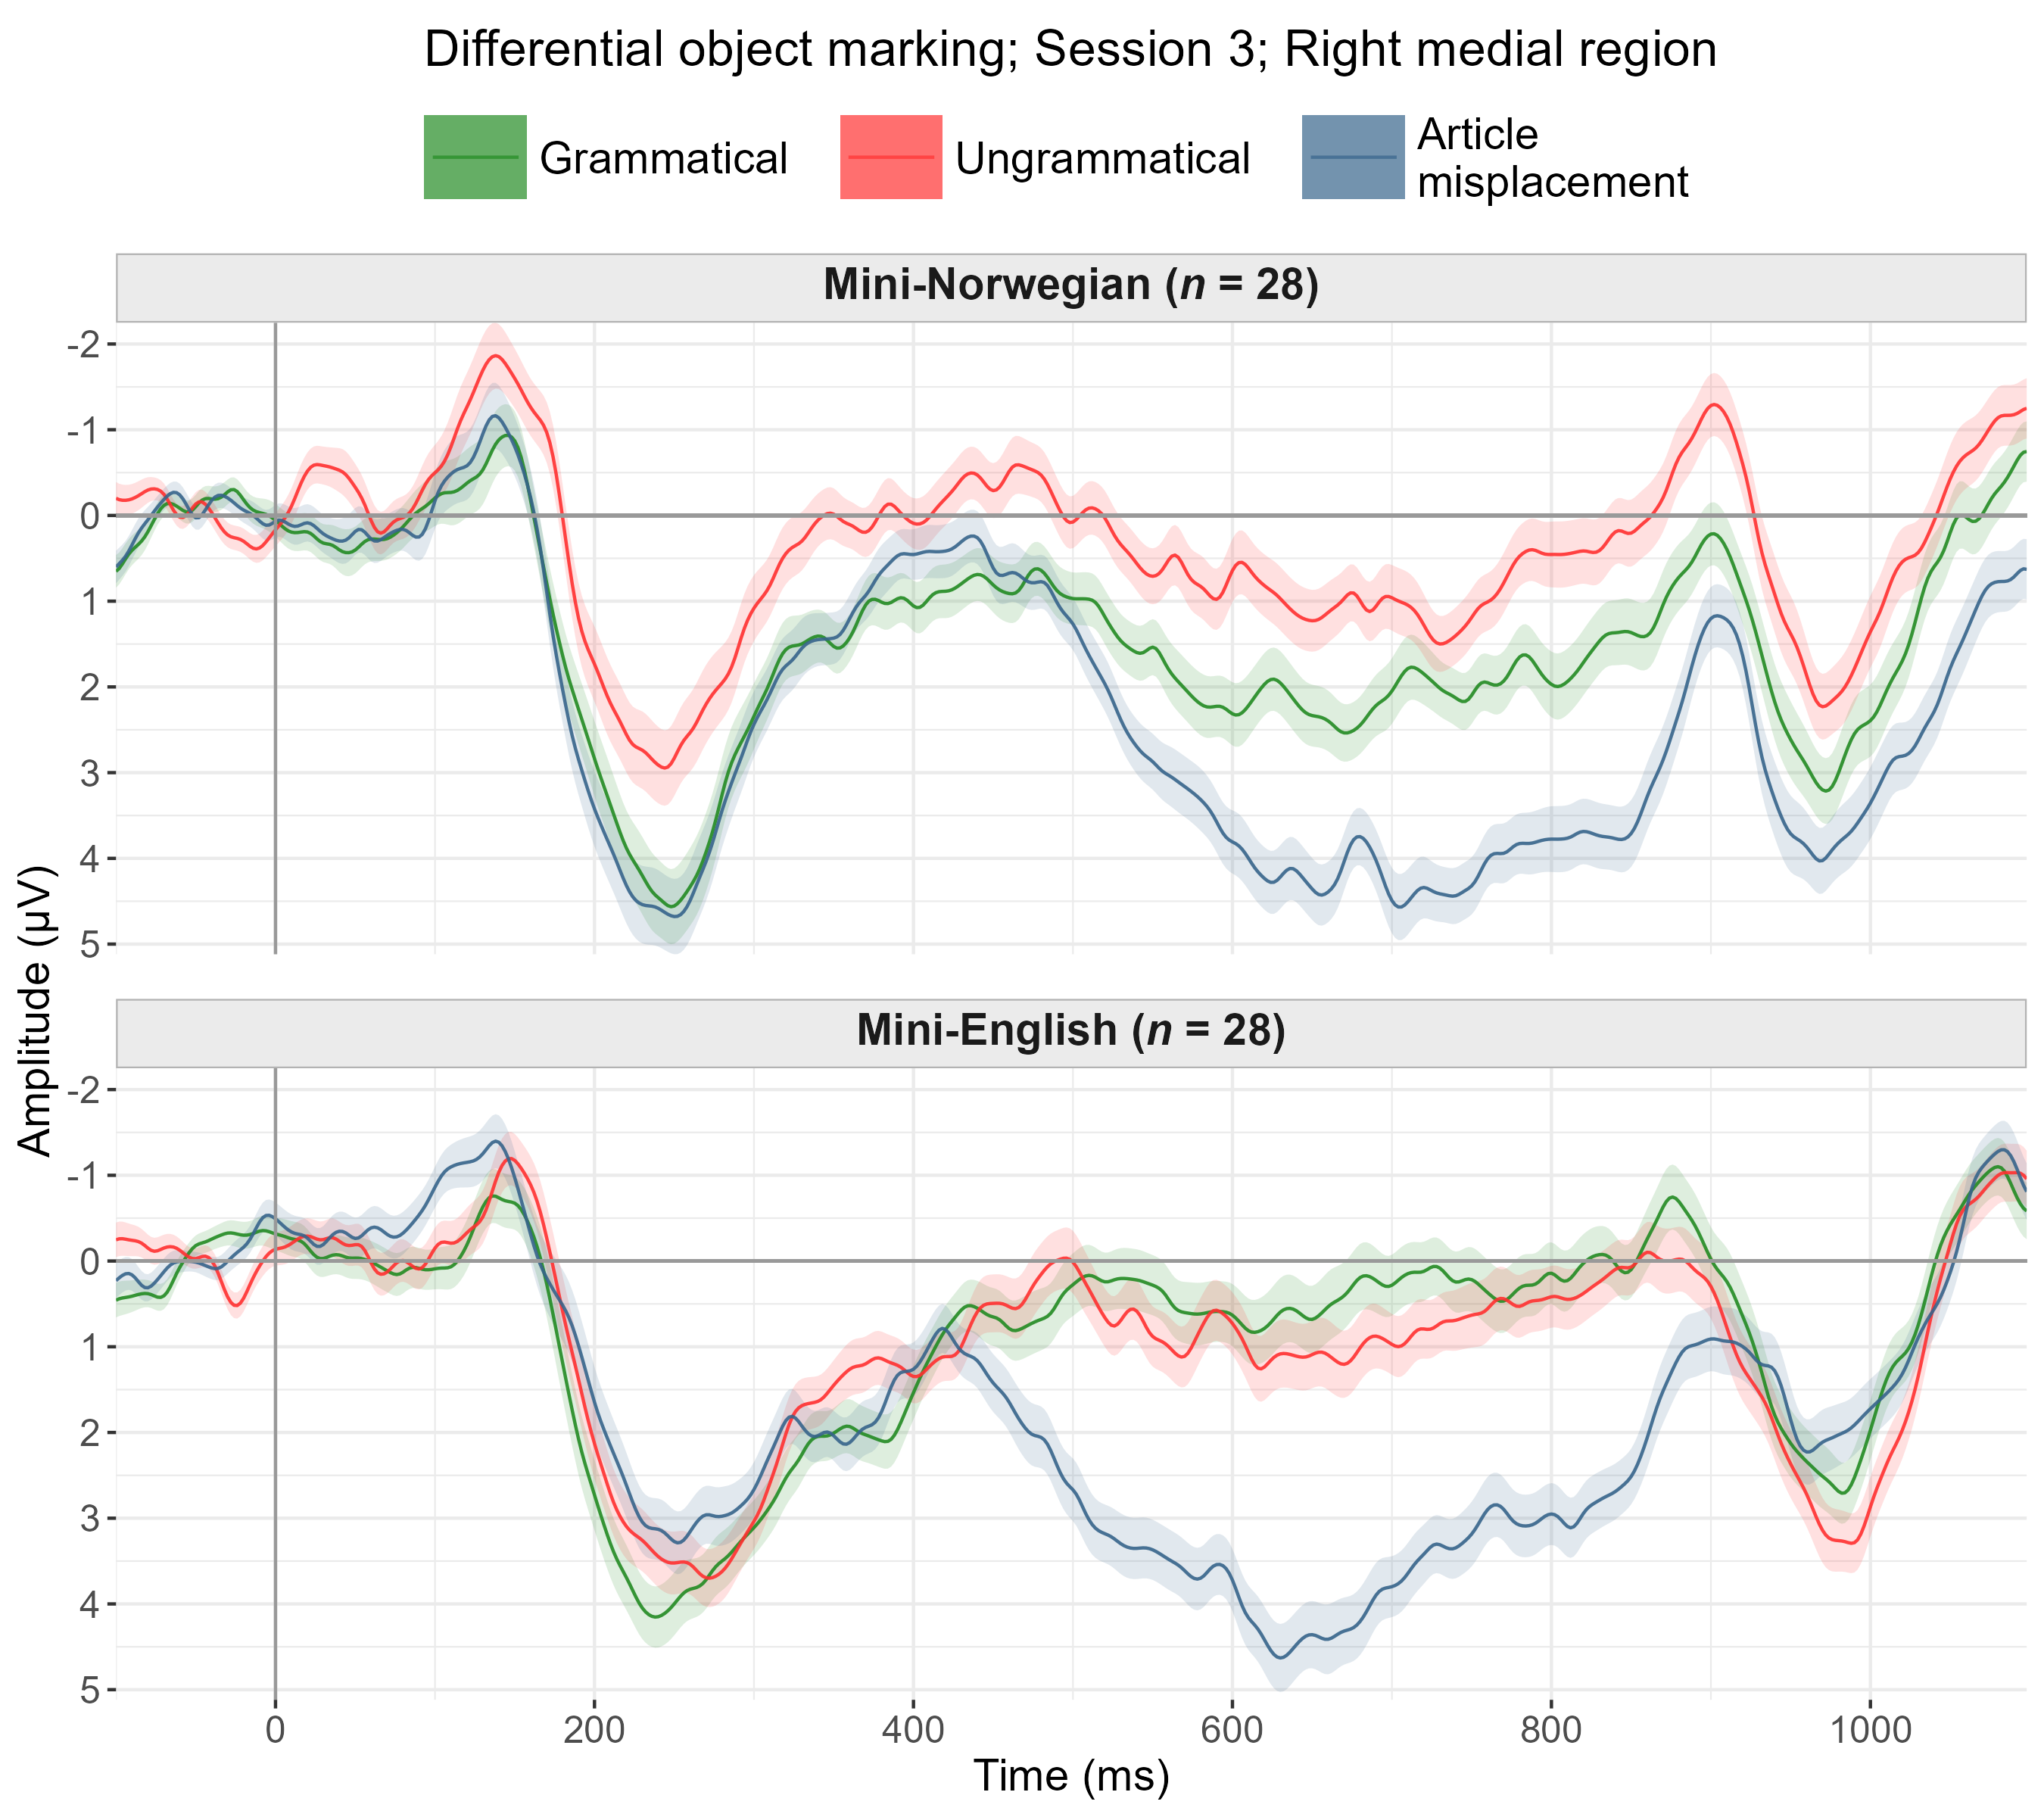 Differential object marking; Session 3; Right medial region
Grammatical
Ungrammatical
Article
misplacement
Mini-Norwegian (n = 28)
-2
-1
0
1
2
3
4
5
Mini-English (n = 28)
-2
-1
0
1
2
3
4
5
Amplitude (µV)
0 200 400 600 800 1000
Time (ms)